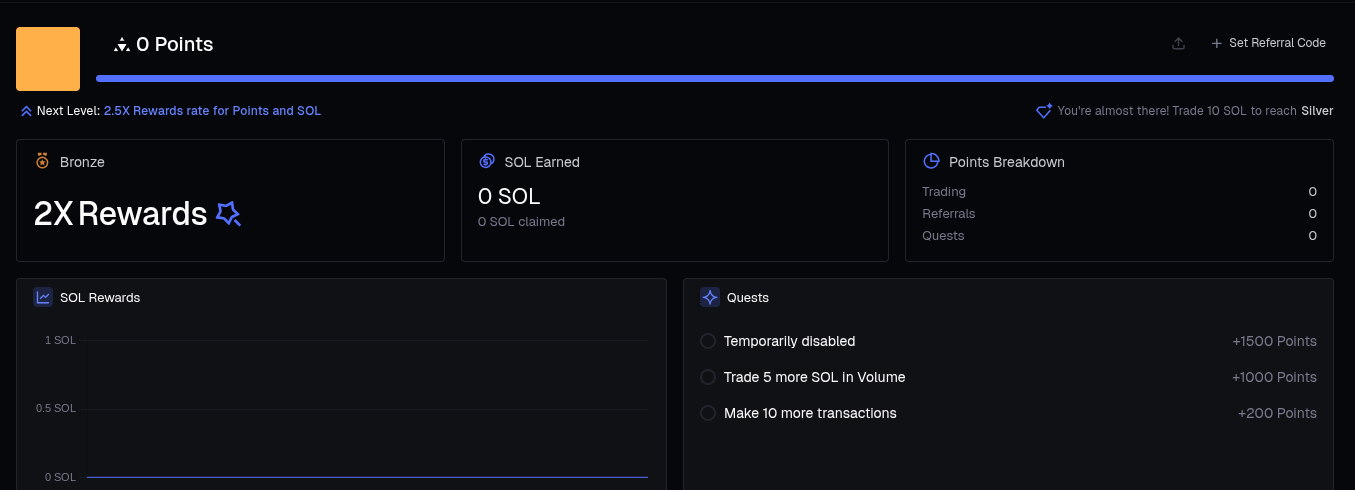 0 Points
Set Referral Code
Next Level: 2.5X Rewards rate for Points and SOL
You're almost there! Trade 10 SOL to reach Silver
Bronze
2X Rewards
SOL Earned
0 SOL
0 SOL claimed
Points Breakdown
Trading 0
Referrals 0
Quests 0
SOL Rewards
1 SOL
0.5 SOL
0 SOL
Quests
Temporarily disabled +1500 Points
Trade 5 more SOL in Volume +1000 Points
Make 10 more transactions +200 Points